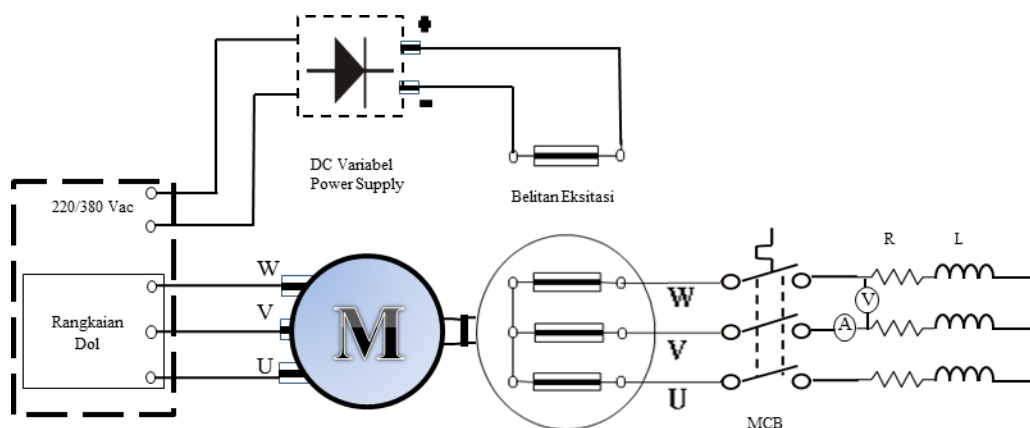 +
-
DC Variabel
Power Supply
220/380 Vac
Belitan Eksitasi
R
L
W
V
U
Rangkaian
Dol
M
W
V
U
V
A
MCB